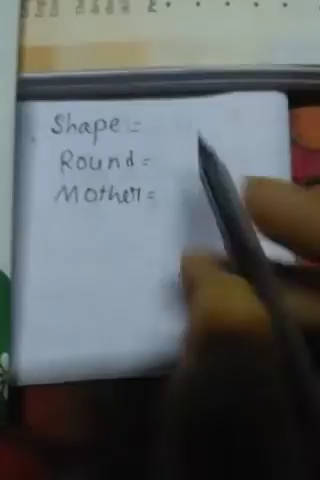 Shape =
Round =
Mother =